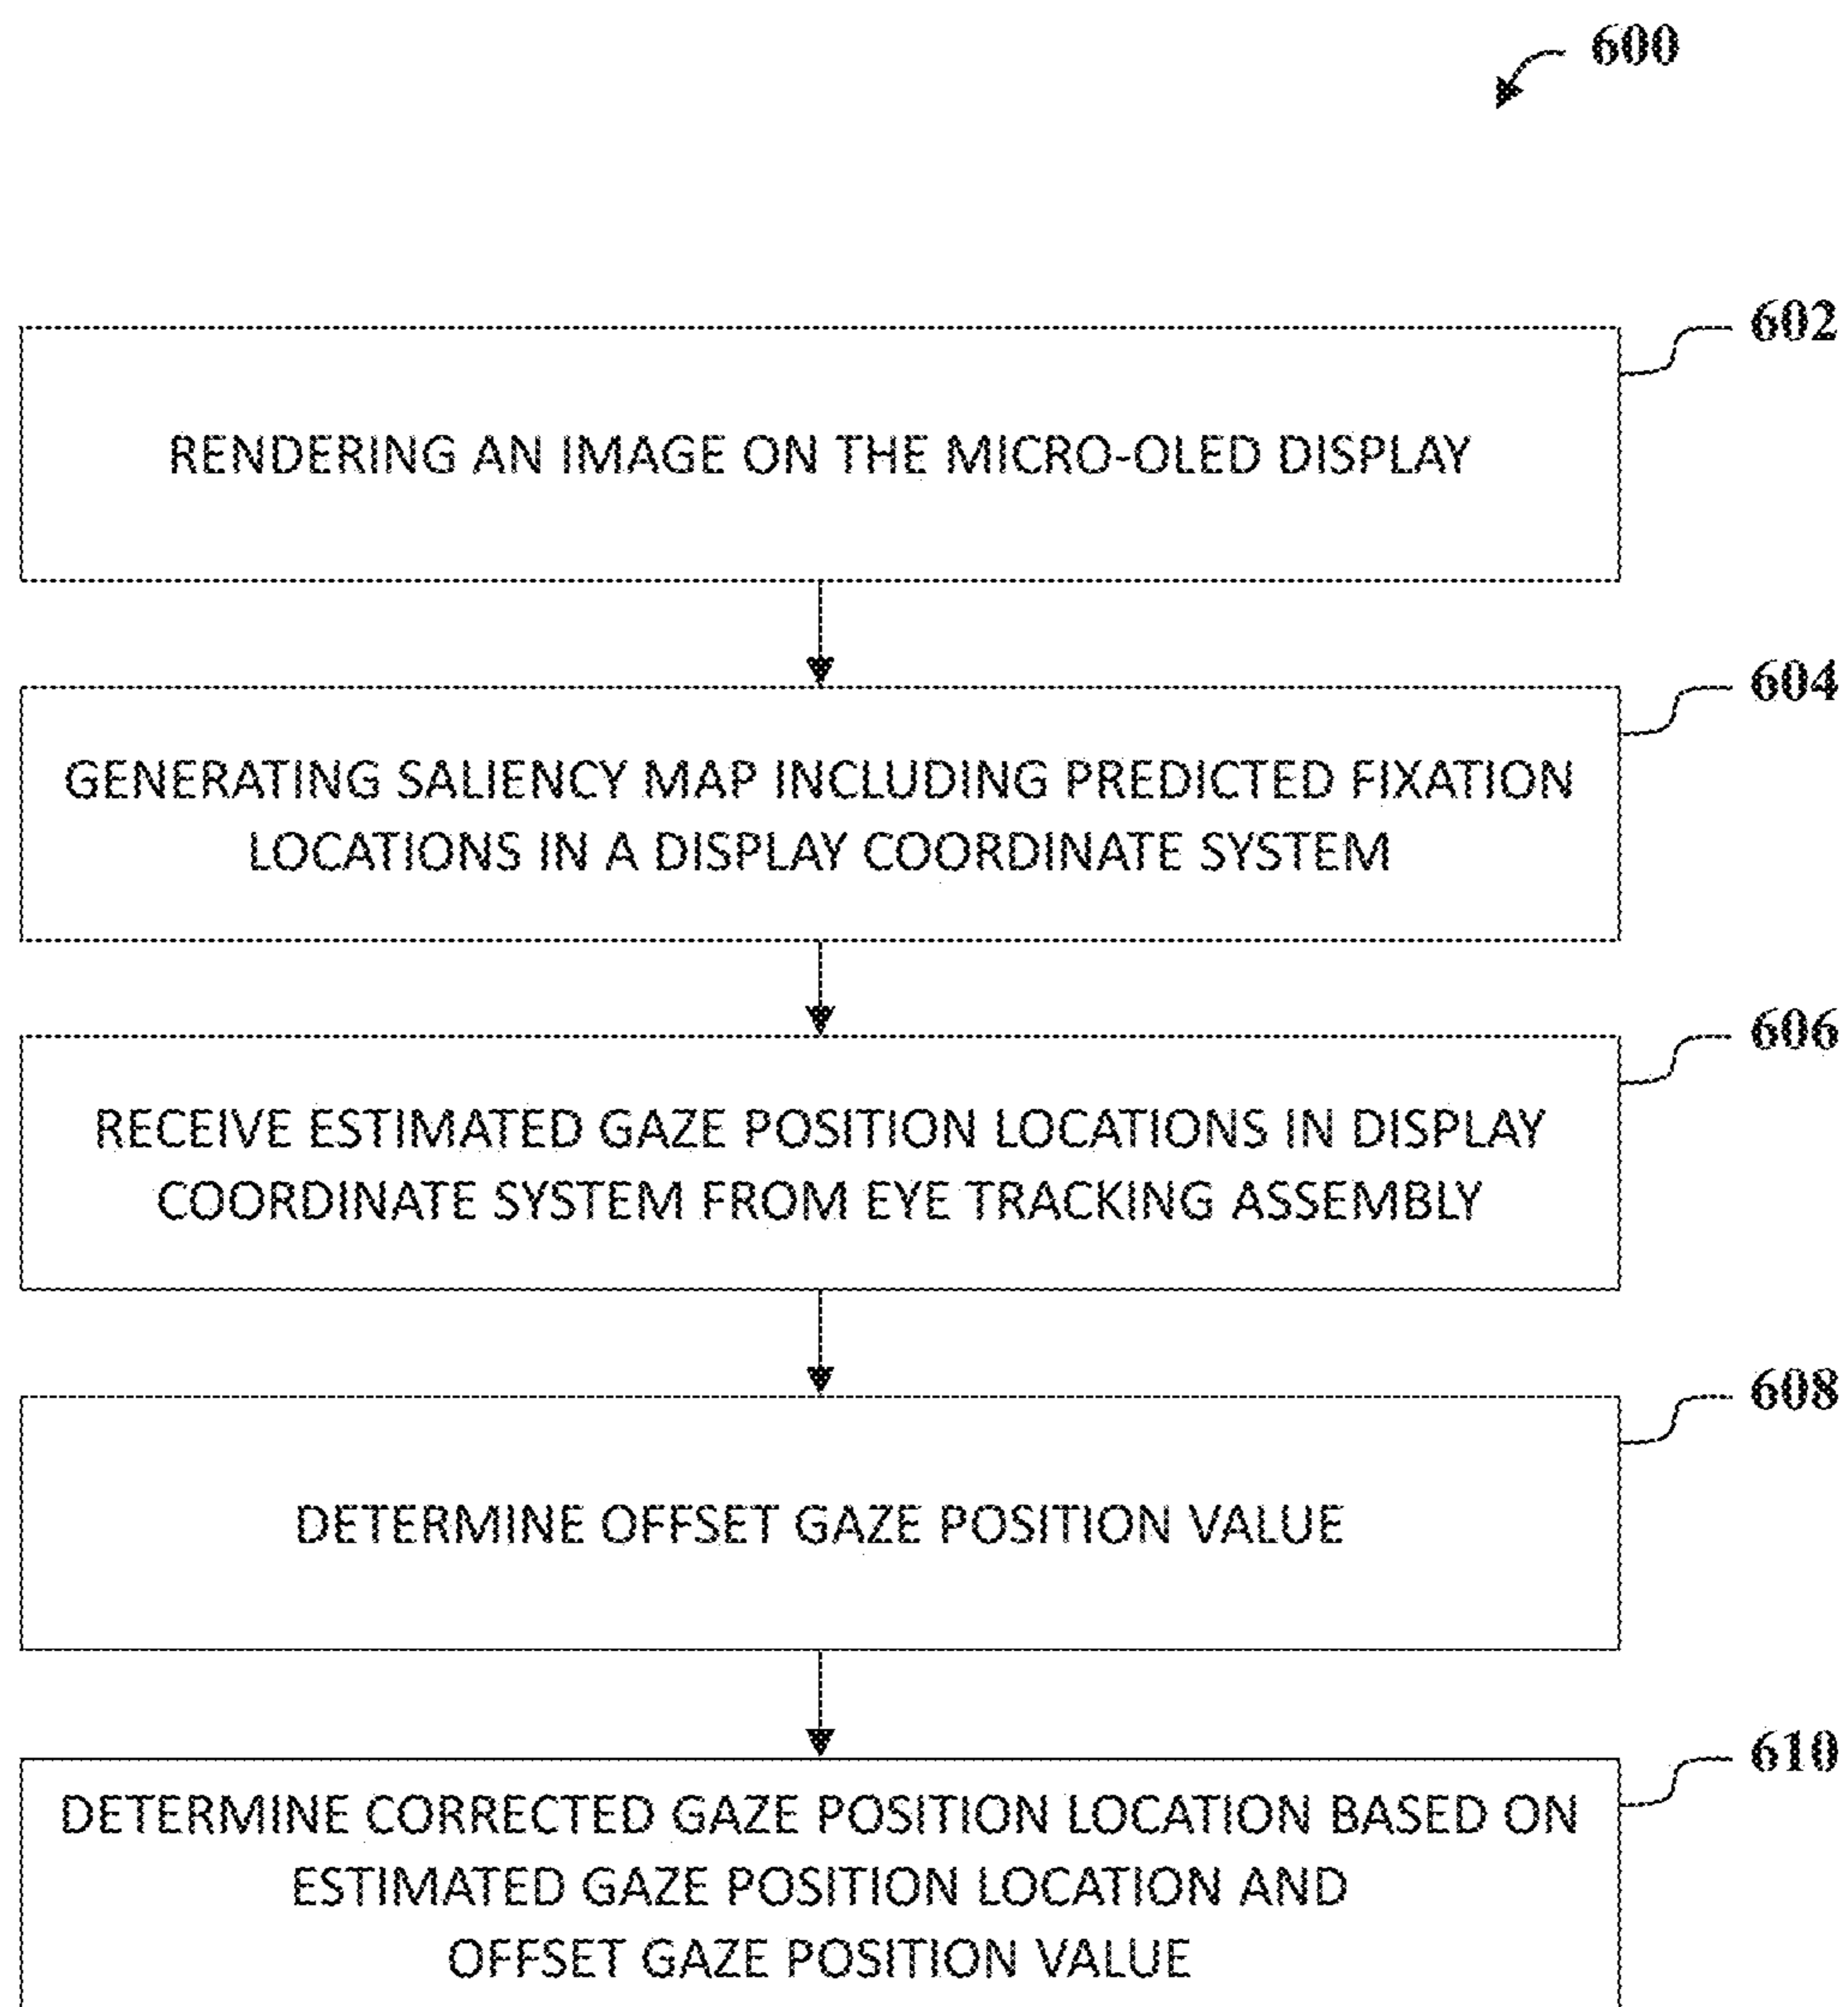 600
602
RENDERING AN IMAGE ON THE MICRO-OLED DISPLAY
604
GENERATING SALIENCY MAP INCLUDING PREDICTED FIXATION
LOCATIONS IN A DISPLAY COORDINATE SYSTEM
606
RECEIVE ESTIMATED GAZE POSITION LOCATIONS IN DISPLAY
COORDINATE SYSTEM FROM EYE TRACKING ASSEMBLY
608
DETERMINE OFFSET GAZE POSITION VALUE
610
DETERMINE CORRECTED GAZE POSITION LOCATION BASED ON
ESTIMATED GAZE POSITION LOCATION AND
OFFSET GAZE POSITION VALUE